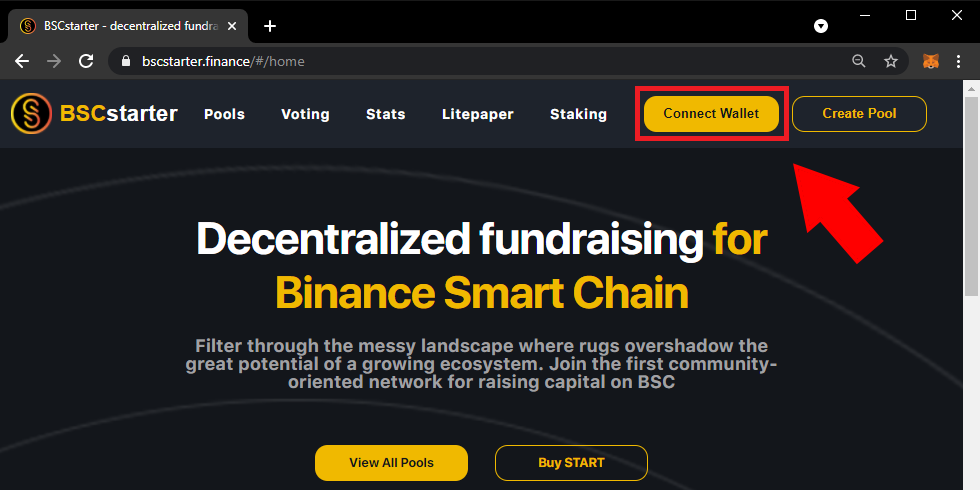 BSCstarter - decentralized fundra
bscstarter.finance/#/home
BSCstarter Pools Voting Stats Litepaper Staking Connect Wallet Create Pool
Decentralized fundraising for
Binance Smart Chain
Filter through the messy landscape where rugs overshadow the
great potential of a growing ecosystem. Join the first community-
oriented network for raising capital on BSC
View All Pools Buy START